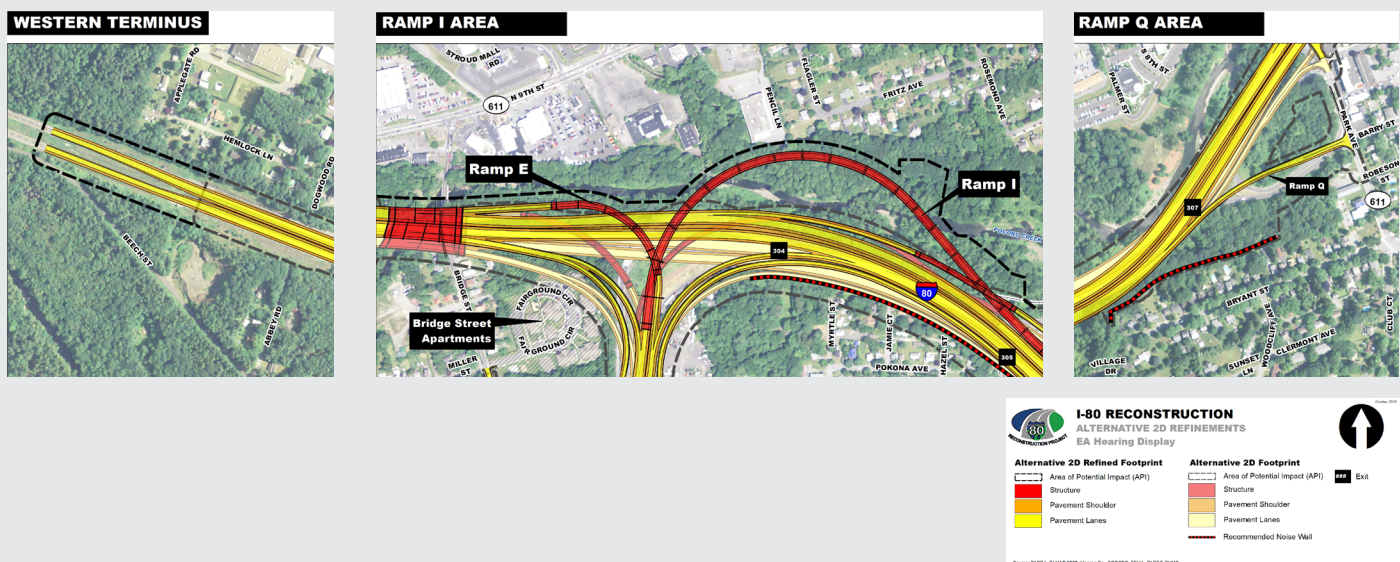 WESTERN TERMINUS
APPLEGATE RD
HEMLOCK LN
DOGWOOD RD
BEECH ST
ABBEY RD
RAMP I AREA
STROUD MALL
RD
611
N 9TH ST
PENCIL LN
FLAGLER ST
FRITZ AVE
ROSEMOND AVE
Ramp E
Ramp I
POCONO CREEK
304
80
BRIDGE ST
FAIRGROUND CIR
FAIRGROUND CIR
Bridge Street
Apartments
MILLER
ST
MYRTLE ST
JAMIE CT
HAZEL ST
POKONA AVE
305
RAMP Q AREA
S 8TH ST
PALMER ST
PARK AVE
BARRY ST
ROBESON
ST
Ramp Q
611
307
BRYANT ST
WOODCLIFF AVE
CLERMONT AVE
SUNSET
LN
VILLAGE
DR
CLUB CT
I-80 RECONSTRUCTION
ALTERNATIVE 2D REFINEMENTS
EA Hearing Display
80
RECONSTRUCTION PROJECT
Alternative 2D Refined Footprint
Area of Potential Impact (API)
Structure
Pavement Shoulder
Pavement Lanes
Alternative 2D Footprint
Area of Potential Impact (API)
Structure
Pavement Shoulder
Pavement Lanes
Recommended Noise Wall
###
Exit